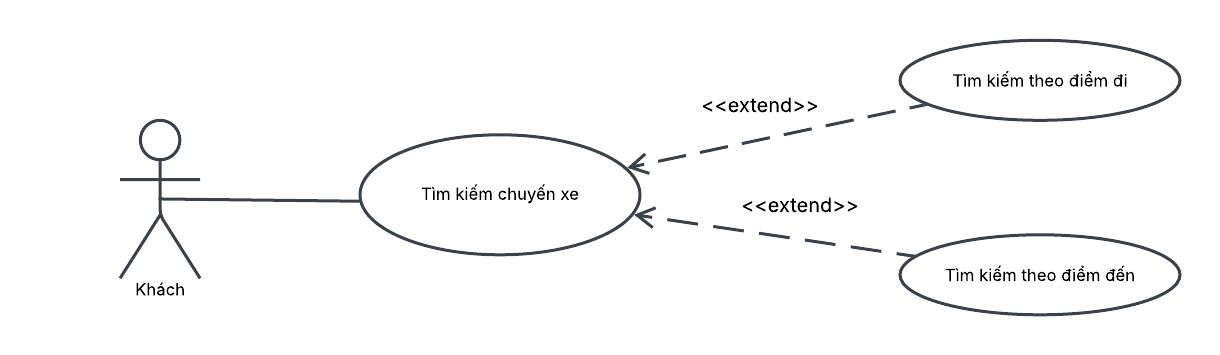 Tìm kiếm theo điểm đi
<<extend>>
Tìm kiếm chuyến xe
<<extend>>
Tìm kiếm theo điểm đến
Khách